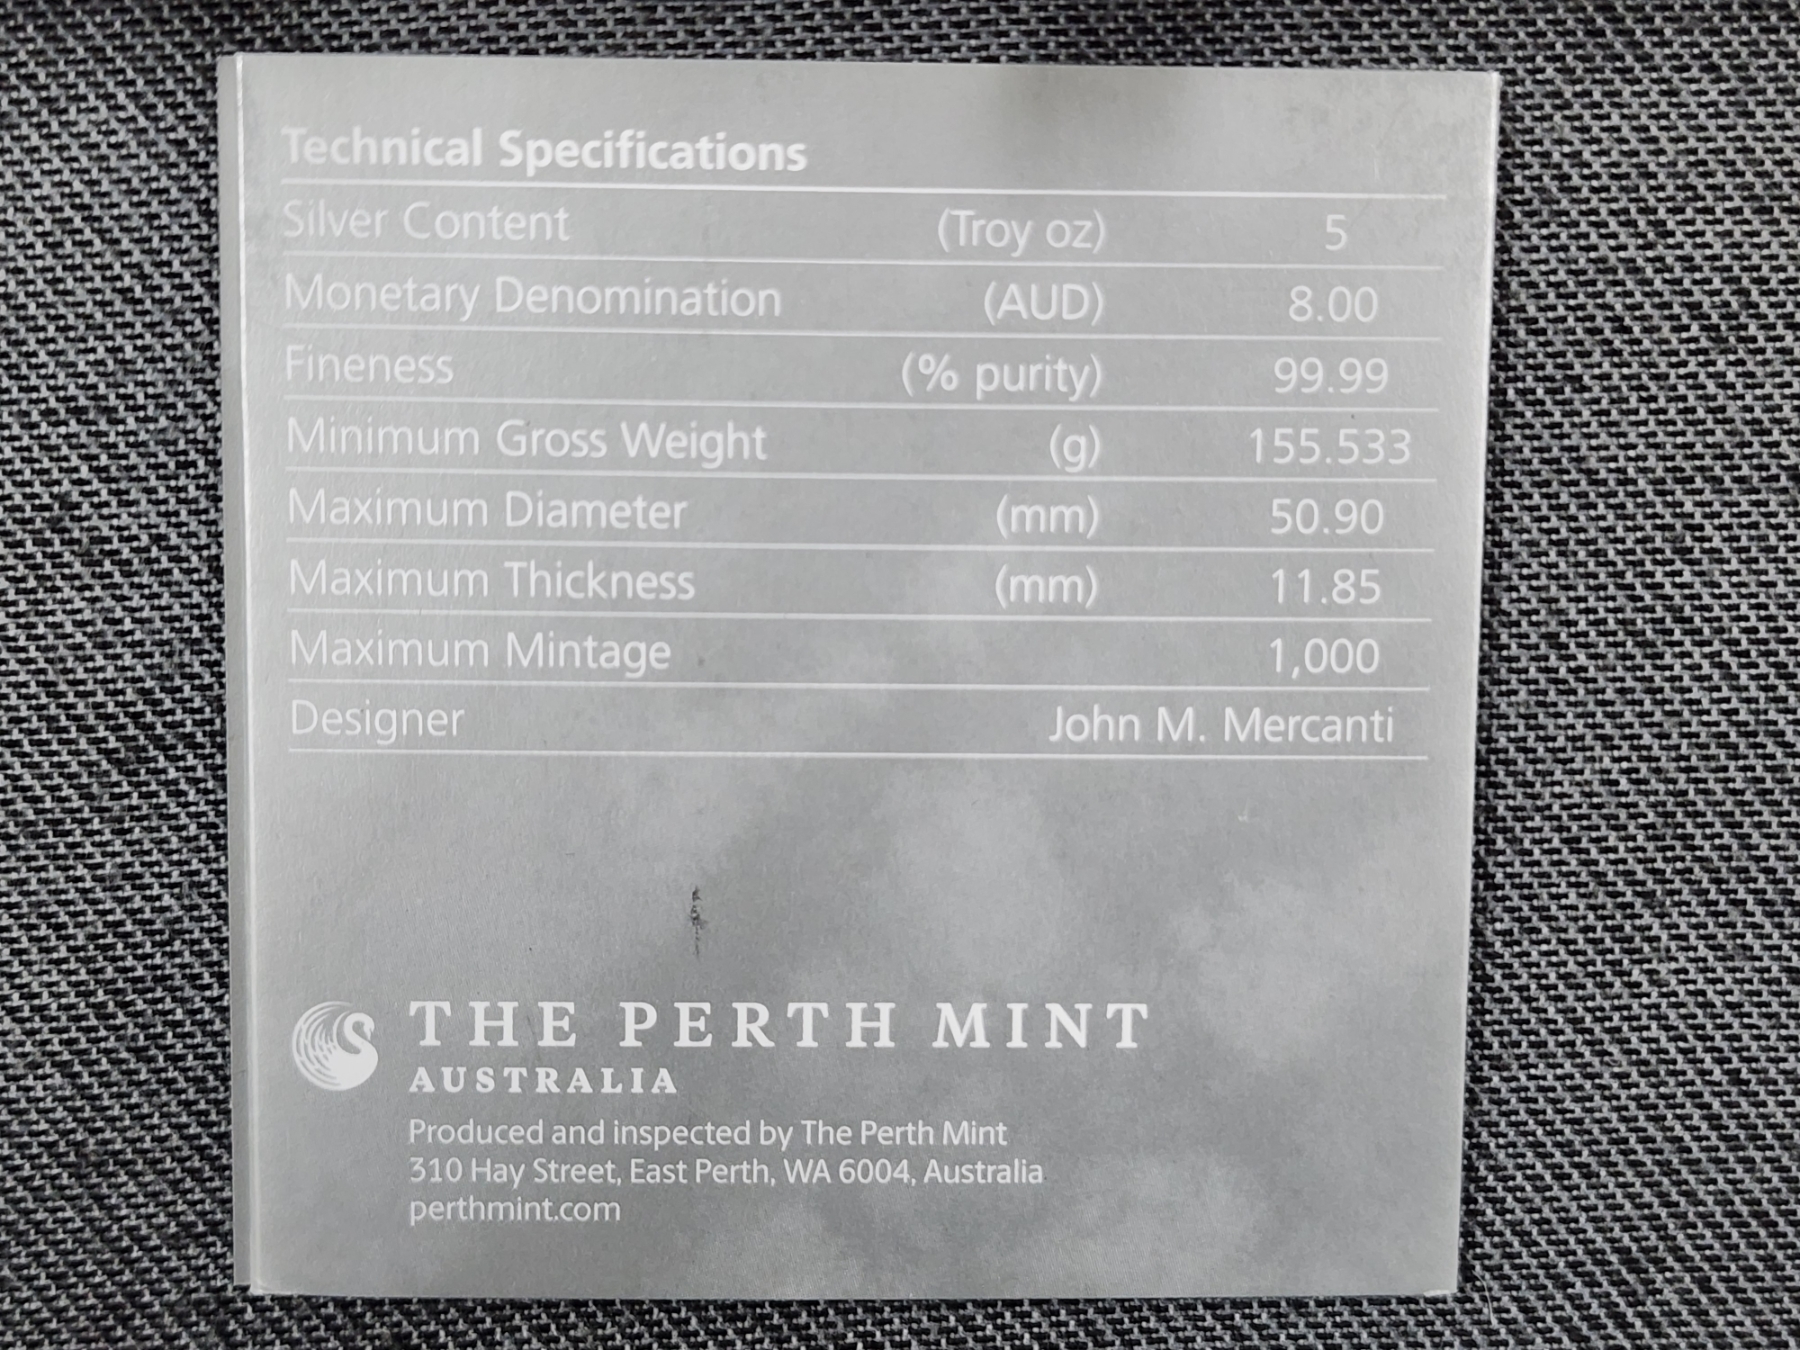 Technical Specifications
Silver Content (Troy oz) 5
Monetary Denomination (AUD) 8.00
Fineness (% purity) 99.99
Minimum Gross Weight (g) 155.533
Maximum Diameter (mm) 50.90
Maximum Thickness (mm) 11.85
Maximum Mintage 1,000
Designer John M. Mercanti
THE PERTH MINT
AUSTRALIA
Produced and inspected by The Perth Mint
310 Hay Street, East Perth, WA 6004, Australia
perthmint.com